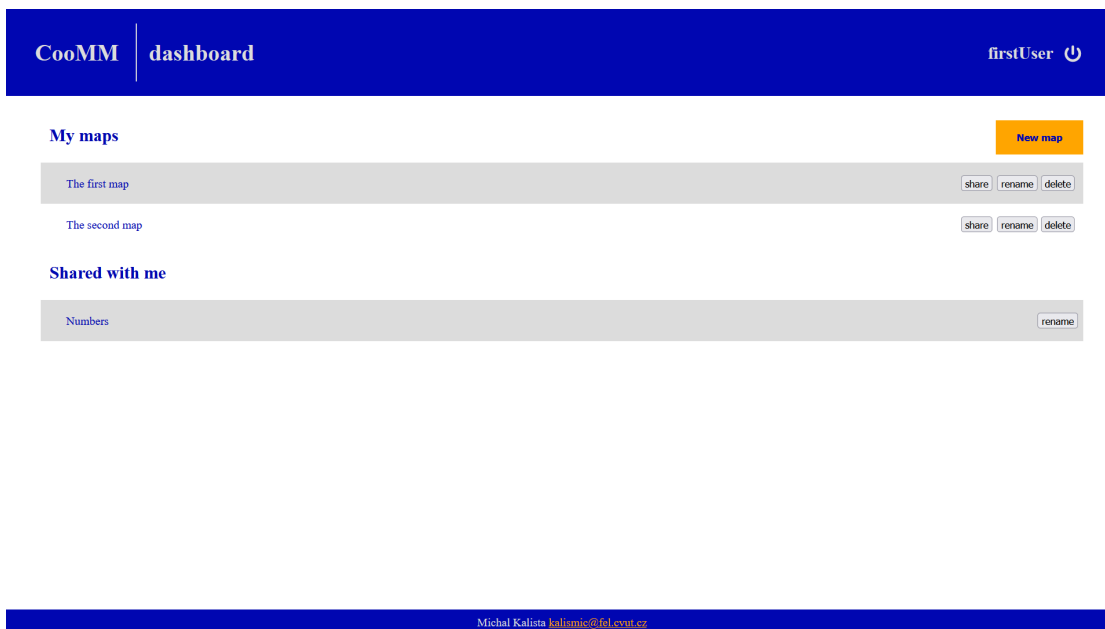 CooMM dashboard firstUser
My maps New map
The first map share rename delete
The second map share rename delete
Shared with me
Numbers rename
Michal Kalista kalismic@fel.cvut.cz